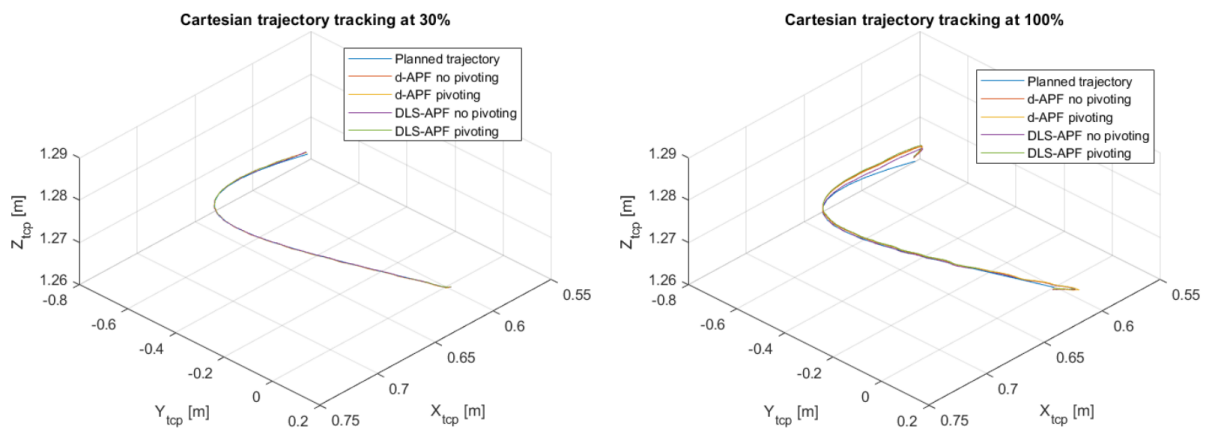 Cartesian trajectory tracking at 30%
Planned trajectory
d-APF no pivoting
d-APF pivoting
DLS-APF no pivoting
DLS-APF pivoting
1.29
1.28
1.27
1.26
Z_tcp [m]
-0.8
-0.6
-0.4
-0.2
0
0.2
Y_tcp [m]
0.75
0.7
0.65
0.6
0.55
X_tcp [m]
Cartesian trajectory tracking at 100%
Planned trajectory
d-APF no pivoting
d-APF pivoting
DLS-APF no pivoting
DLS-APF pivoting
1.29
1.28
1.27
1.26
Z_tcp [m]
-0.8
-0.6
-0.4
-0.2
0
0.2
Y_tcp [m]
0.75
0.7
0.65
0.6
0.55
X_tcp [m]